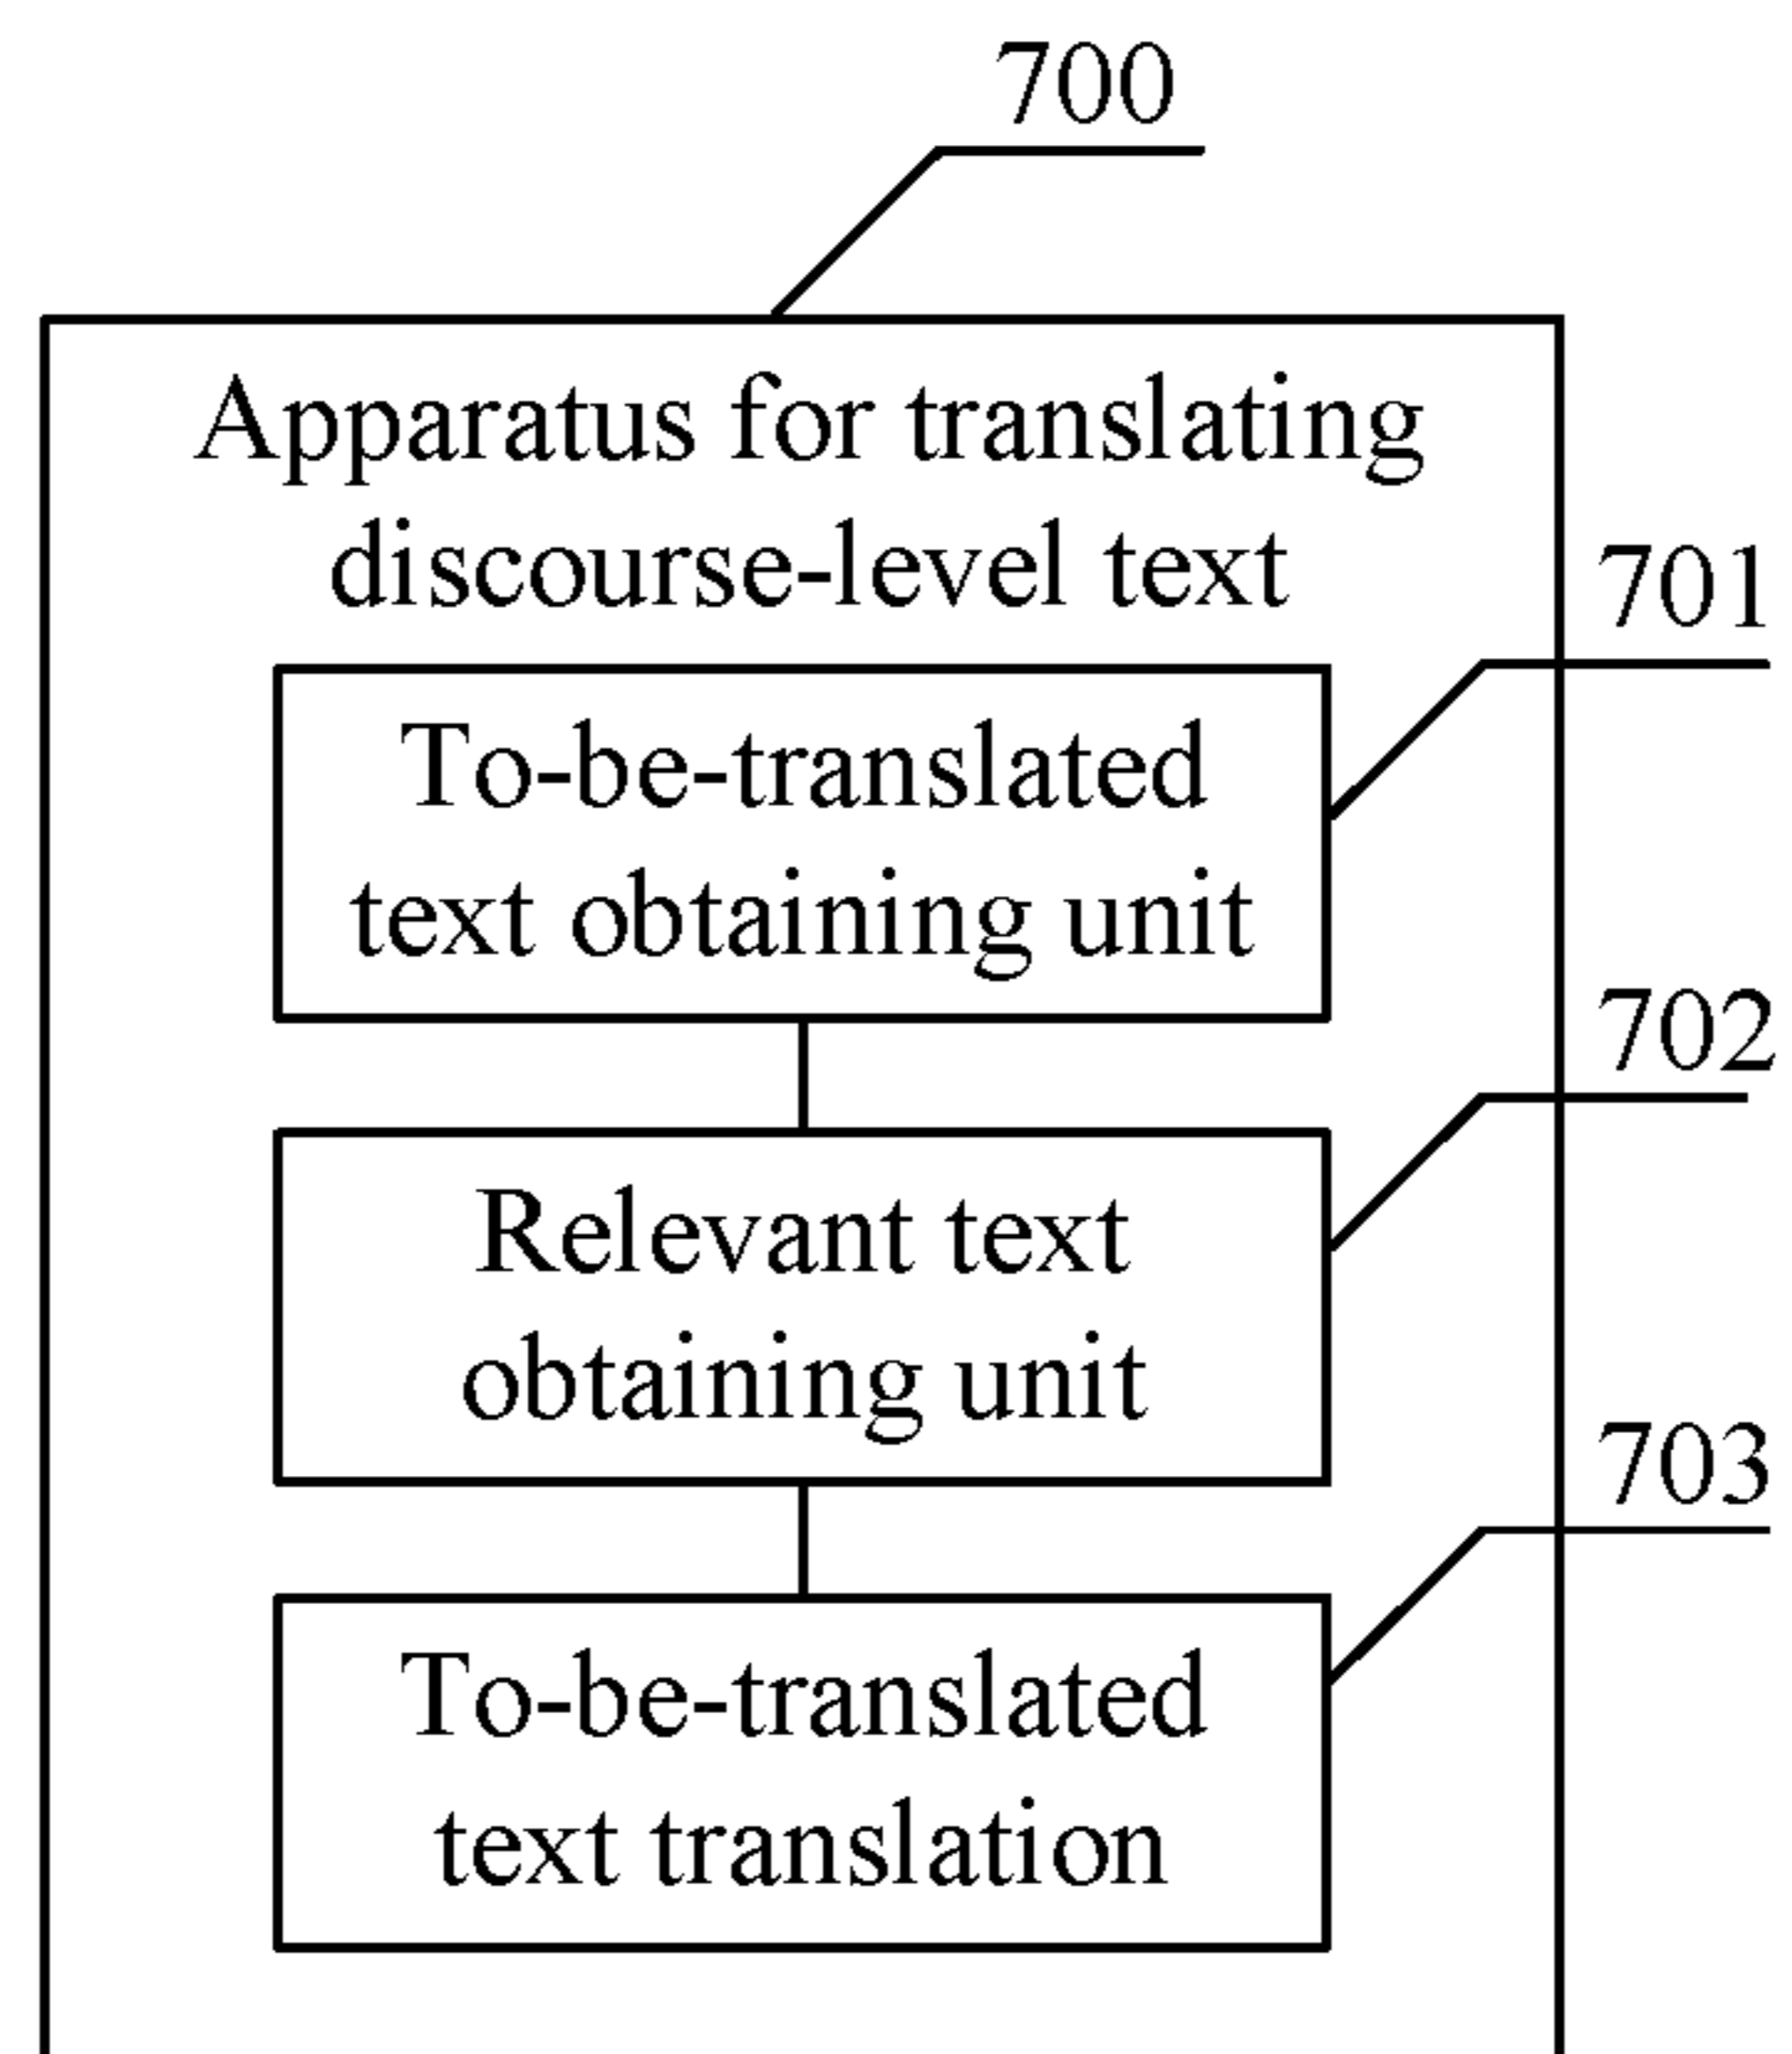 700
Apparatus for translating
discourse-level text
701
To-be-translated
text obtaining unit
702
Relevant text
obtaining unit
703
To-be-translated
text translation